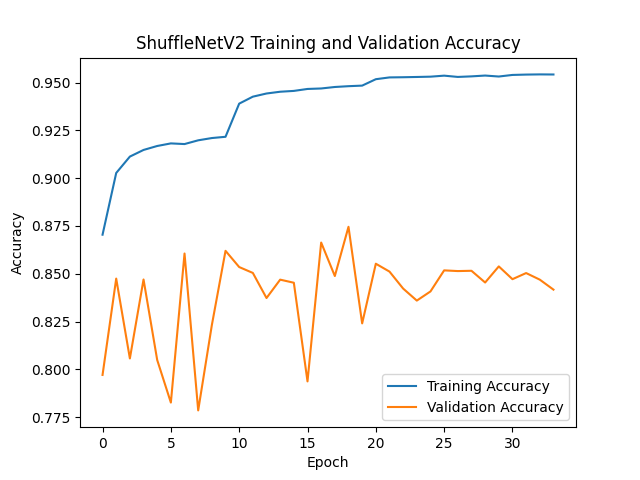 ShuffleNetV2 Training and Validation Accuracy
0.950
0.925
0.900
0.875
0.850
0.825
0.800
0.775
Accuracy
Training Accuracy
Validation Accuracy
0 5 10 15 20 25 30
Epoch